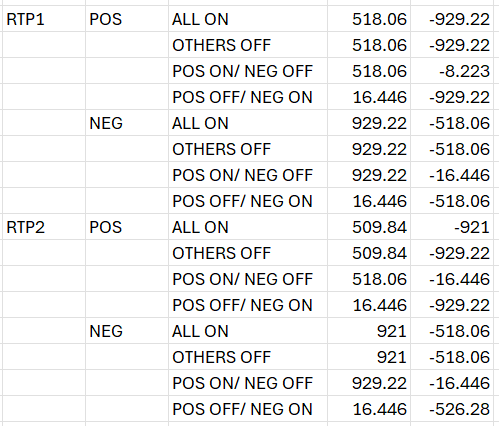 RTP1 POS ALL ON 518.06 -929.22
OTHERS OFF 518.06 -929.22
POS ON/ NEG OFF 518.06 -8.223
POS OFF/ NEG ON 16.446 -929.22
NEG ALL ON 929.22 -518.06
OTHERS OFF 929.22 -518.06
POS ON/ NEG OFF 929.22 -16.446
POS OFF/ NEG ON 16.446 -518.06
RTP2 POS ALL ON 509.84 -921
OTHERS OFF 509.84 -929.22
POS ON/ NEG OFF 518.06 -16.446
POS OFF/ NEG ON 16.446 -929.22
NEG ALL ON 921 -518.06
OTHERS OFF 921 -518.06
POS ON/ NEG OFF 929.22 -16.446
POS OFF/ NEG ON 16.446 -526.28